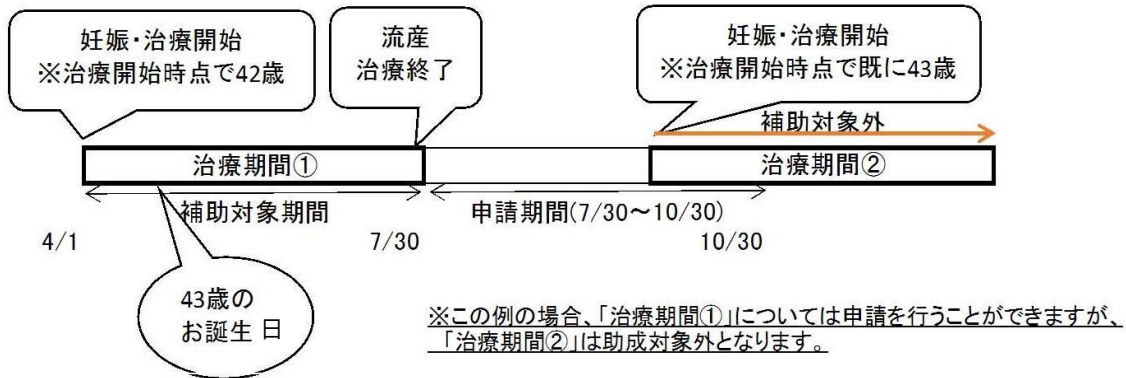 妊娠・治療開始
※治療開始時点で42歳
流産
治療終了
妊娠・治療開始
※治療開始時点で既に43歳
補助対象外
治療期間①
治療期間②
補助対象期間
申請期間(7/30～10/30)
4/1
7/30
10/30
43歳の
お誕生日
※この例の場合、「治療期間①」については申請を行うことができますが、
「治療期間②」は助成対象外となります。